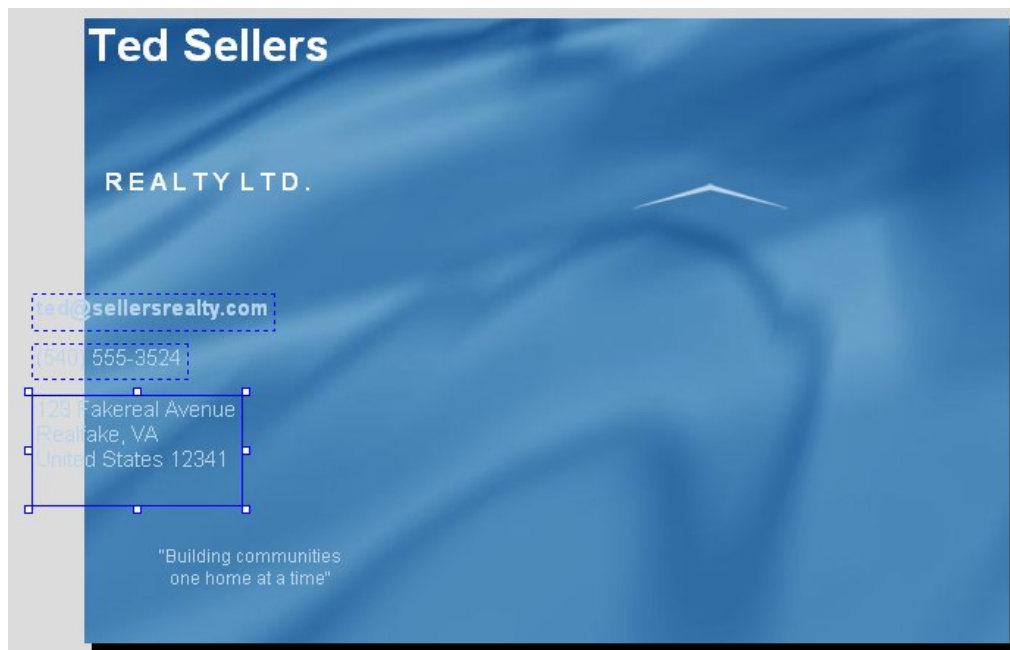 Ted Sellers
REALTY LTD.
ted@sellersrealty.com
(540) 555-3524
123 Fakereal Avenue
Realfake, VA
United States 12341
"Building communities
one home at a time"